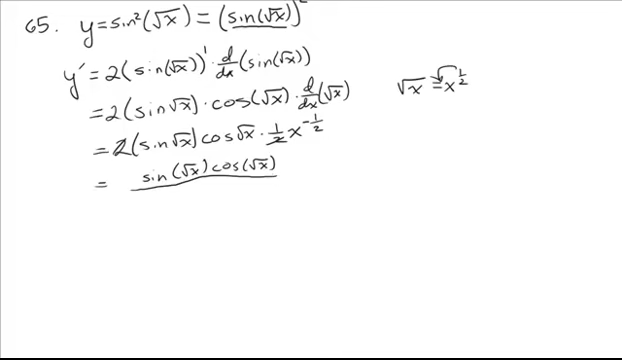 65. y = sin²(√x) = (sin(√x))²
y' = 2(sin(√x))¹ · d/dx (sin(√x))
= 2(sin√x) · cos(√x) · d/dx (√x) √x = x^½
= 2(sin√x) cos√x · ½ x^-½
= sin(√x) cos(√x)